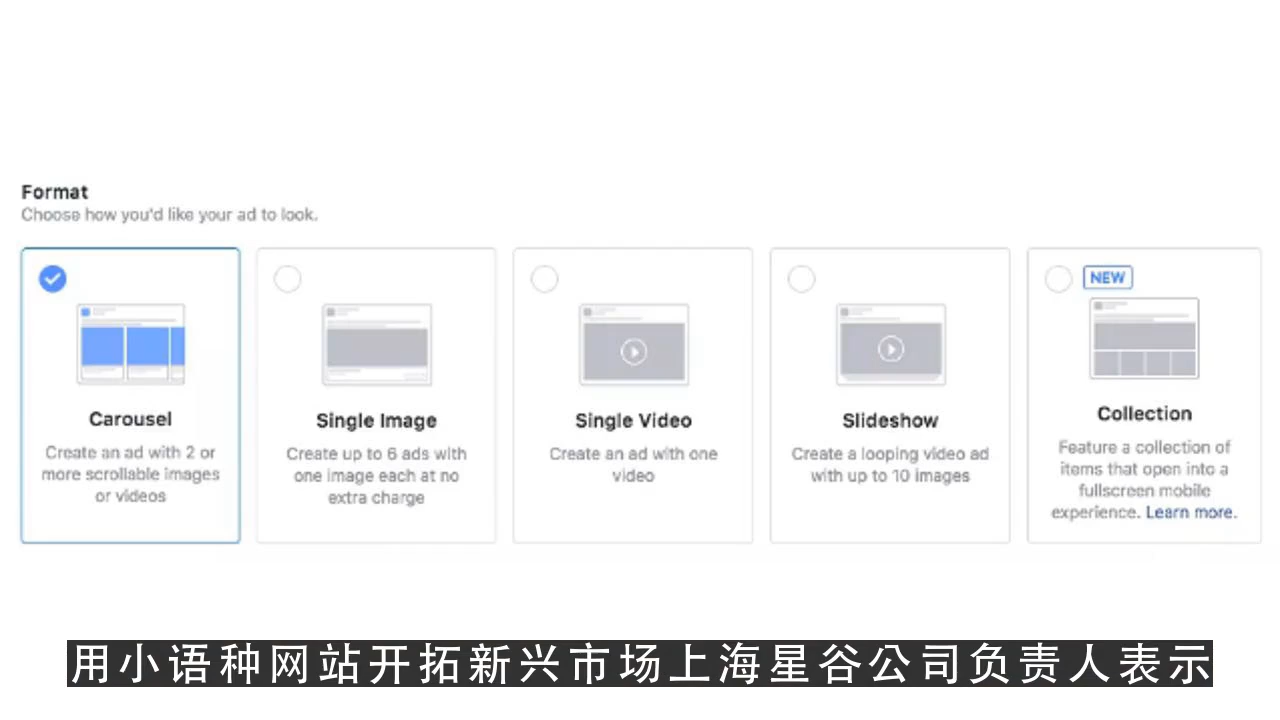 Format
Choose how you'd like your ad to look.
Carousel
Create an ad with 2 or
more scrollable images
or videos
Single Image
Create up to 6 ads with
one image each at no
extra charge
Single Video
Create an ad with one
video
Slideshow
Create a looping video ad
with up to 10 images
NEW
Collection
Feature a collection of
items that open into a
fullscreen mobile
experience. Learn more.
用小语种网站开拓新兴市场上海星谷公司负责人表示